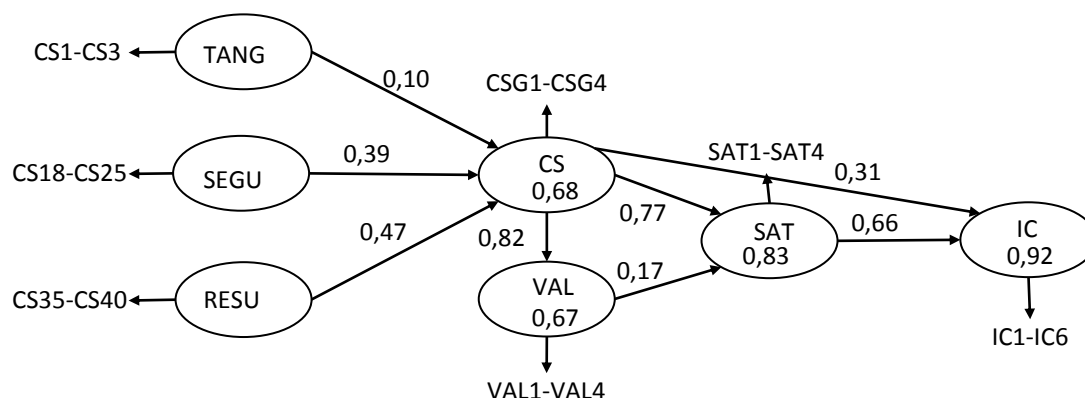 CS1-CS3
TANG
0,10
CSG1-CSG4
CS18-CS25
SEGU
0,39
CS
0,68
SAT1-SAT4
0,31
0,77
0,47
0,82
SAT
0,83
0,66
IC
0,92
CS35-CS40
RESU
VAL
0,67
0,17
IC1-IC6
VAL1-VAL4